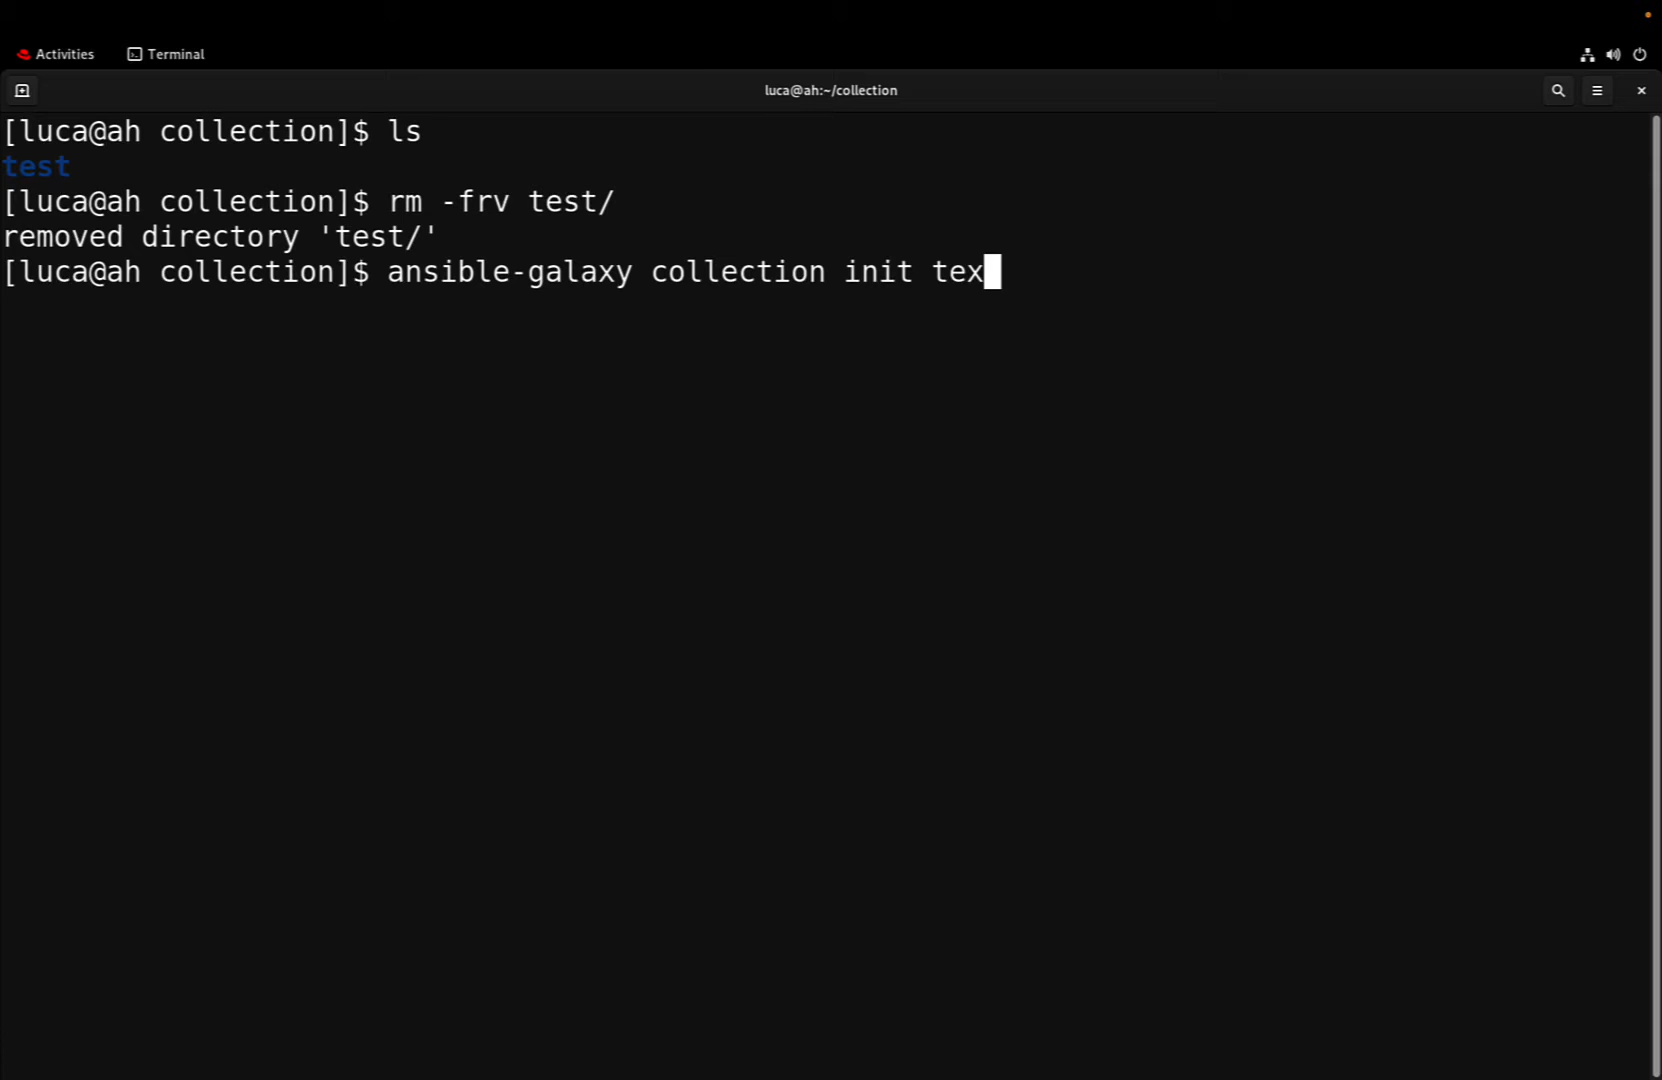 Activities Terminal
luca@ah:~/collection
[luca@ah collection]$ ls
test
[luca@ah collection]$ rm -frv test/
removed directory 'test/'
[luca@ah collection]$ ansible-galaxy collection init tex